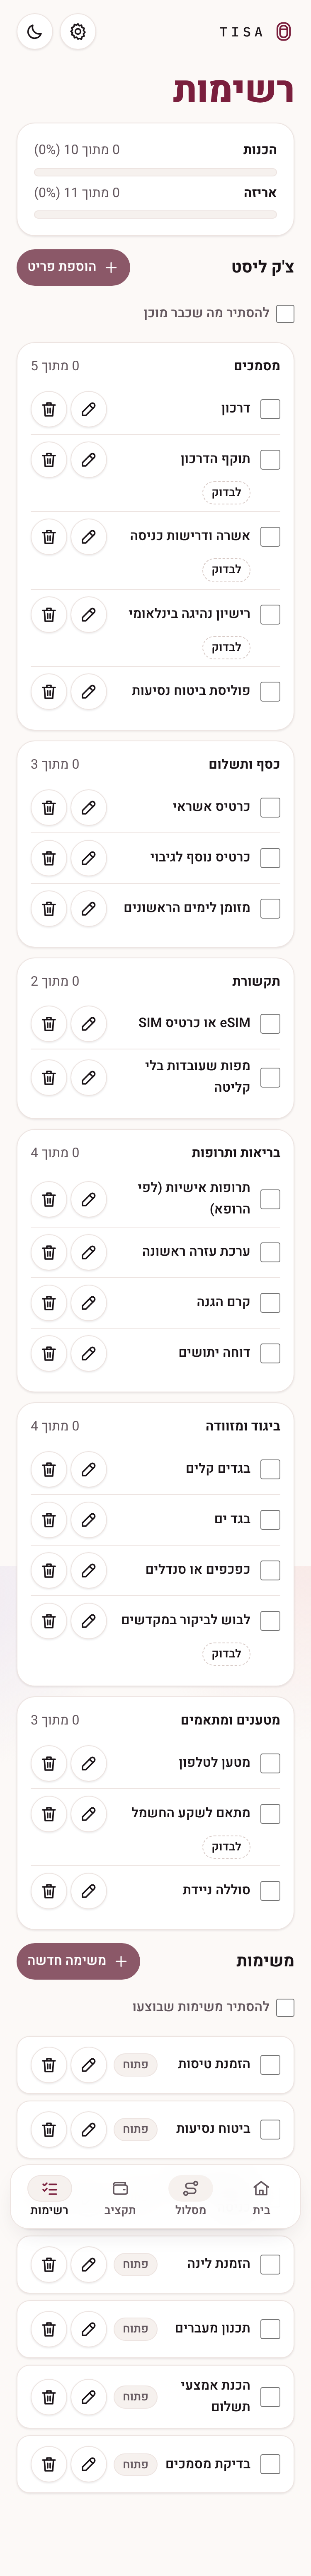 TISA
רשימות
הכנות
0 מתוך 10 (0%)
אריזה
0 מתוך 11 (0%)
צ'ק ליסט
הוספת פריט
להסתיר מה שכבר מוכן
מסמכים
0 מתוך 5
דרכון
תוקף הדרכון
לבדוק
אשרה ודרישות כניסה
לבדוק
רישיון נהיגה בינלאומי
לבדוק
פוליסת ביטוח נסיעות
כסף ותשלום
0 מתוך 3
כרטיס אשראי
כרטיס נוסף לגיבוי
מזומן לימים הראשונים
תקשורת
0 מתוך 2
eSIM או כרטיס SIM
מפות שעובדות בלי
קליטה
בריאות ותרופות
0 מתוך 4
תרופות אישיות (לפי
הרופא)
ערכת עזרה ראשונה
קרם הגנה
דוחה יתושים
ביגוד ומזוודה
0 מתוך 4
בגדים קלים
בגד ים
כפכפים או סנדלים
לבוש לביקור במקדשים
לבדוק
מטענים ומתאמים
0 מתוך 3
מטען לטלפון
מתאם לשקע החשמל
לבדוק
סוללה ניידת
משימות
משימה חדשה
להסתיר משימות שבוצעו
הזמנת טיסות
פתוח
ביטוח נסיעות
פתוח
בית
מסלול
תקציב
רשימות
הזמנת לינה
פתוח
תכנון מעברים
פתוח
הכנת אמצעי
תשלום
פתוח
בדיקת מסמכים
פתוח